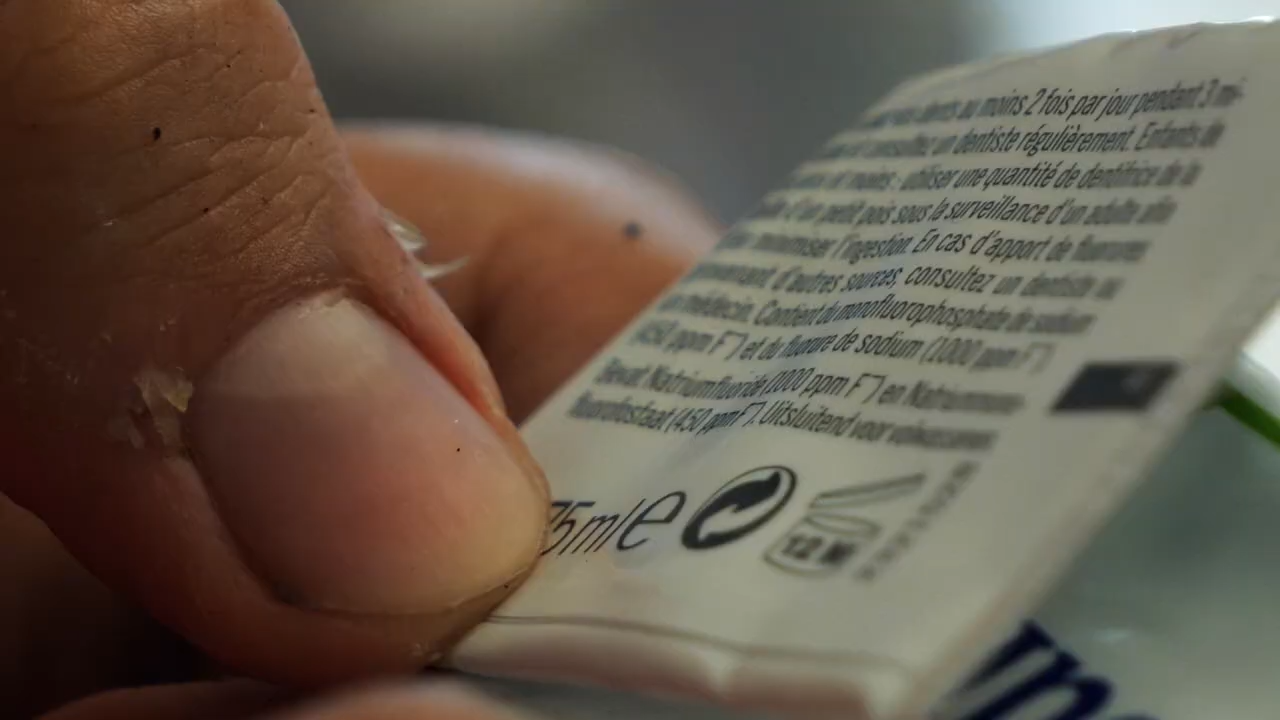 dents au moins 2 fois par jour pendant 3 mi-
et consultez un dentiste régulièrement. Enfants de
et moins : utiliser une quantité de dentifrice de la
d'un petit pois sous la surveillance d'un adulte afin
minimiser l'ingestion. En cas d'apport de fluorures
provenant d'autres sources, consultez un dentiste ou
un médecin. Contient du monofluorophosphate de sodium
(450 ppm F⁻) et du fluorure de sodium (1000 ppm F⁻)
Bevat Natriumfluoride (1000 ppm F⁻) en Natriummono-
fluorofosfaat (450 ppm F⁻). Uitsluitend voor volwassenen
75ml e
12 M